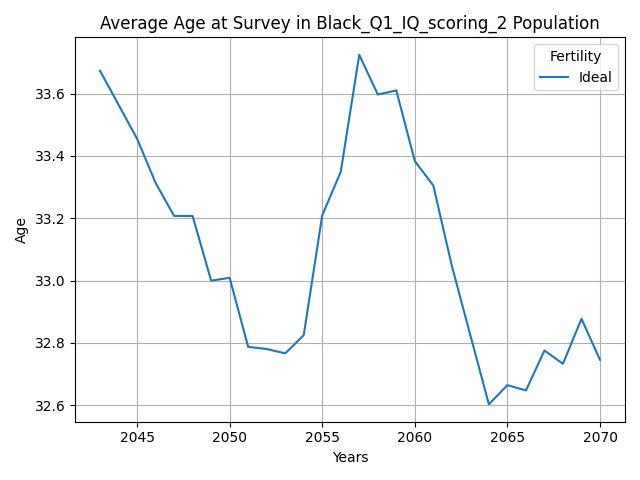 Average Age at Survey in Black_Q1_IQ_scoring_2 Population
Fertility
Ideal
33.6
33.4
33.2
33.0
32.8
32.6
Age
2045 2050 2055 2060 2065 2070
Years